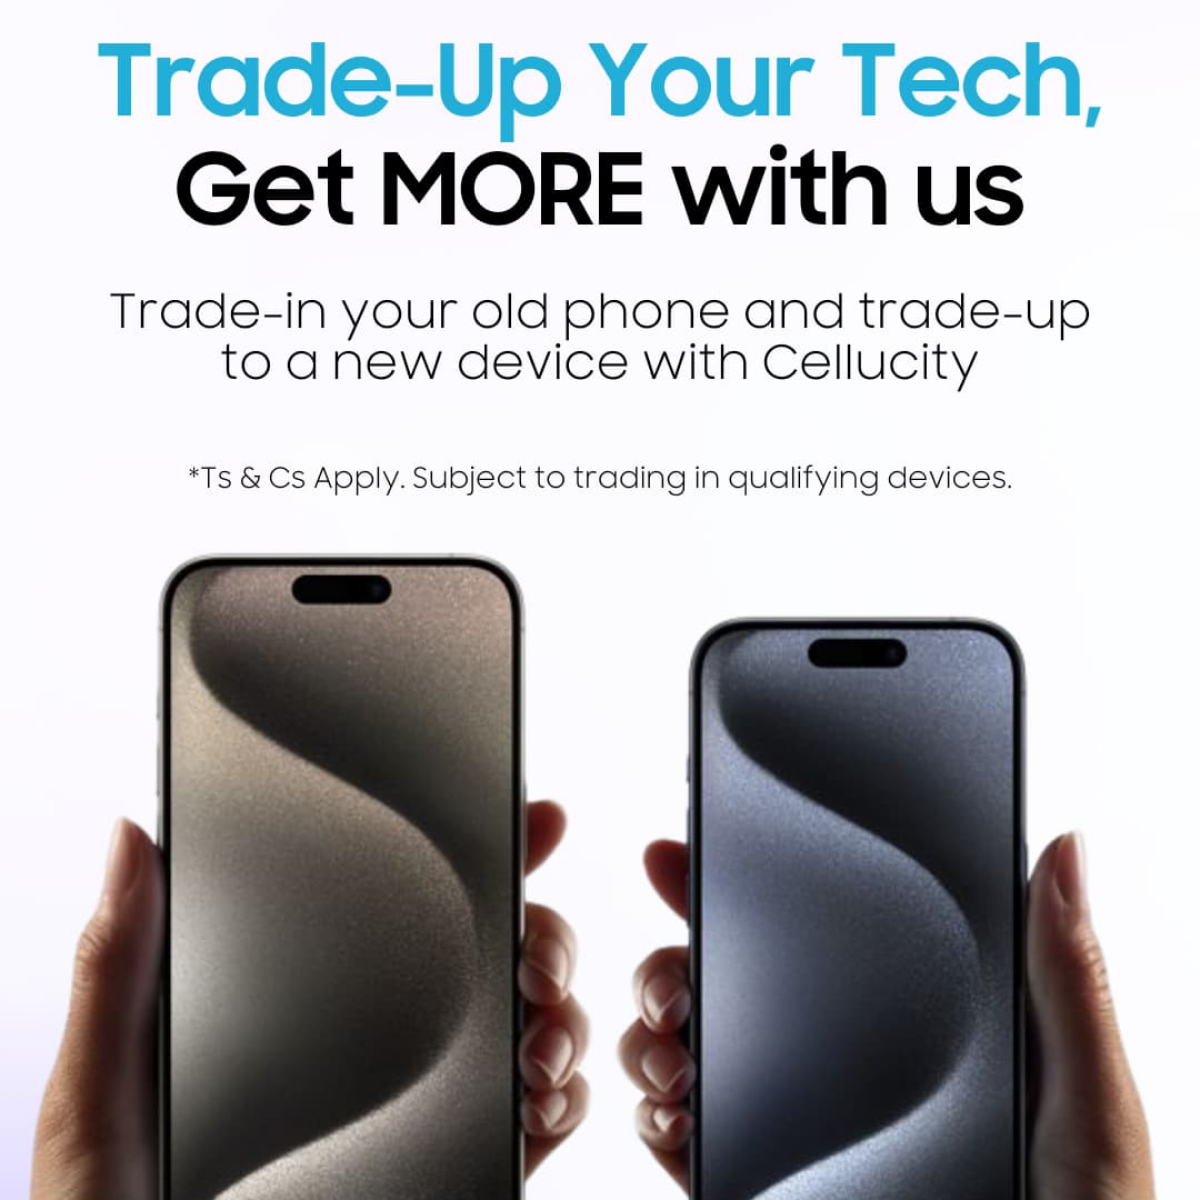 Trade-Up Your Tech,
Get MORE with us
Trade-in your old phone and trade-up
to a new device with Cellucity
*Ts & Cs Apply. Subject to trading in qualifying devices.